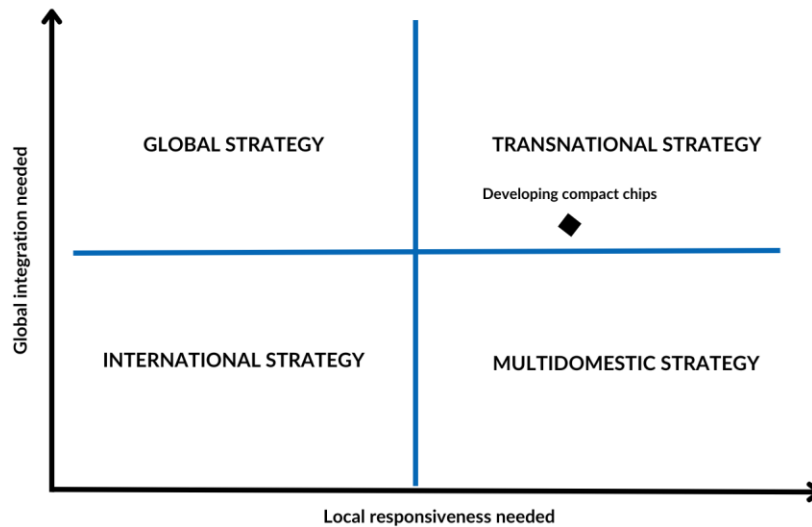 Global integration needed
GLOBAL STRATEGY
TRANSNATIONAL STRATEGY
Developing compact chips
INTERNATIONAL STRATEGY
MULTIDOMESTIC STRATEGY
Local responsiveness needed